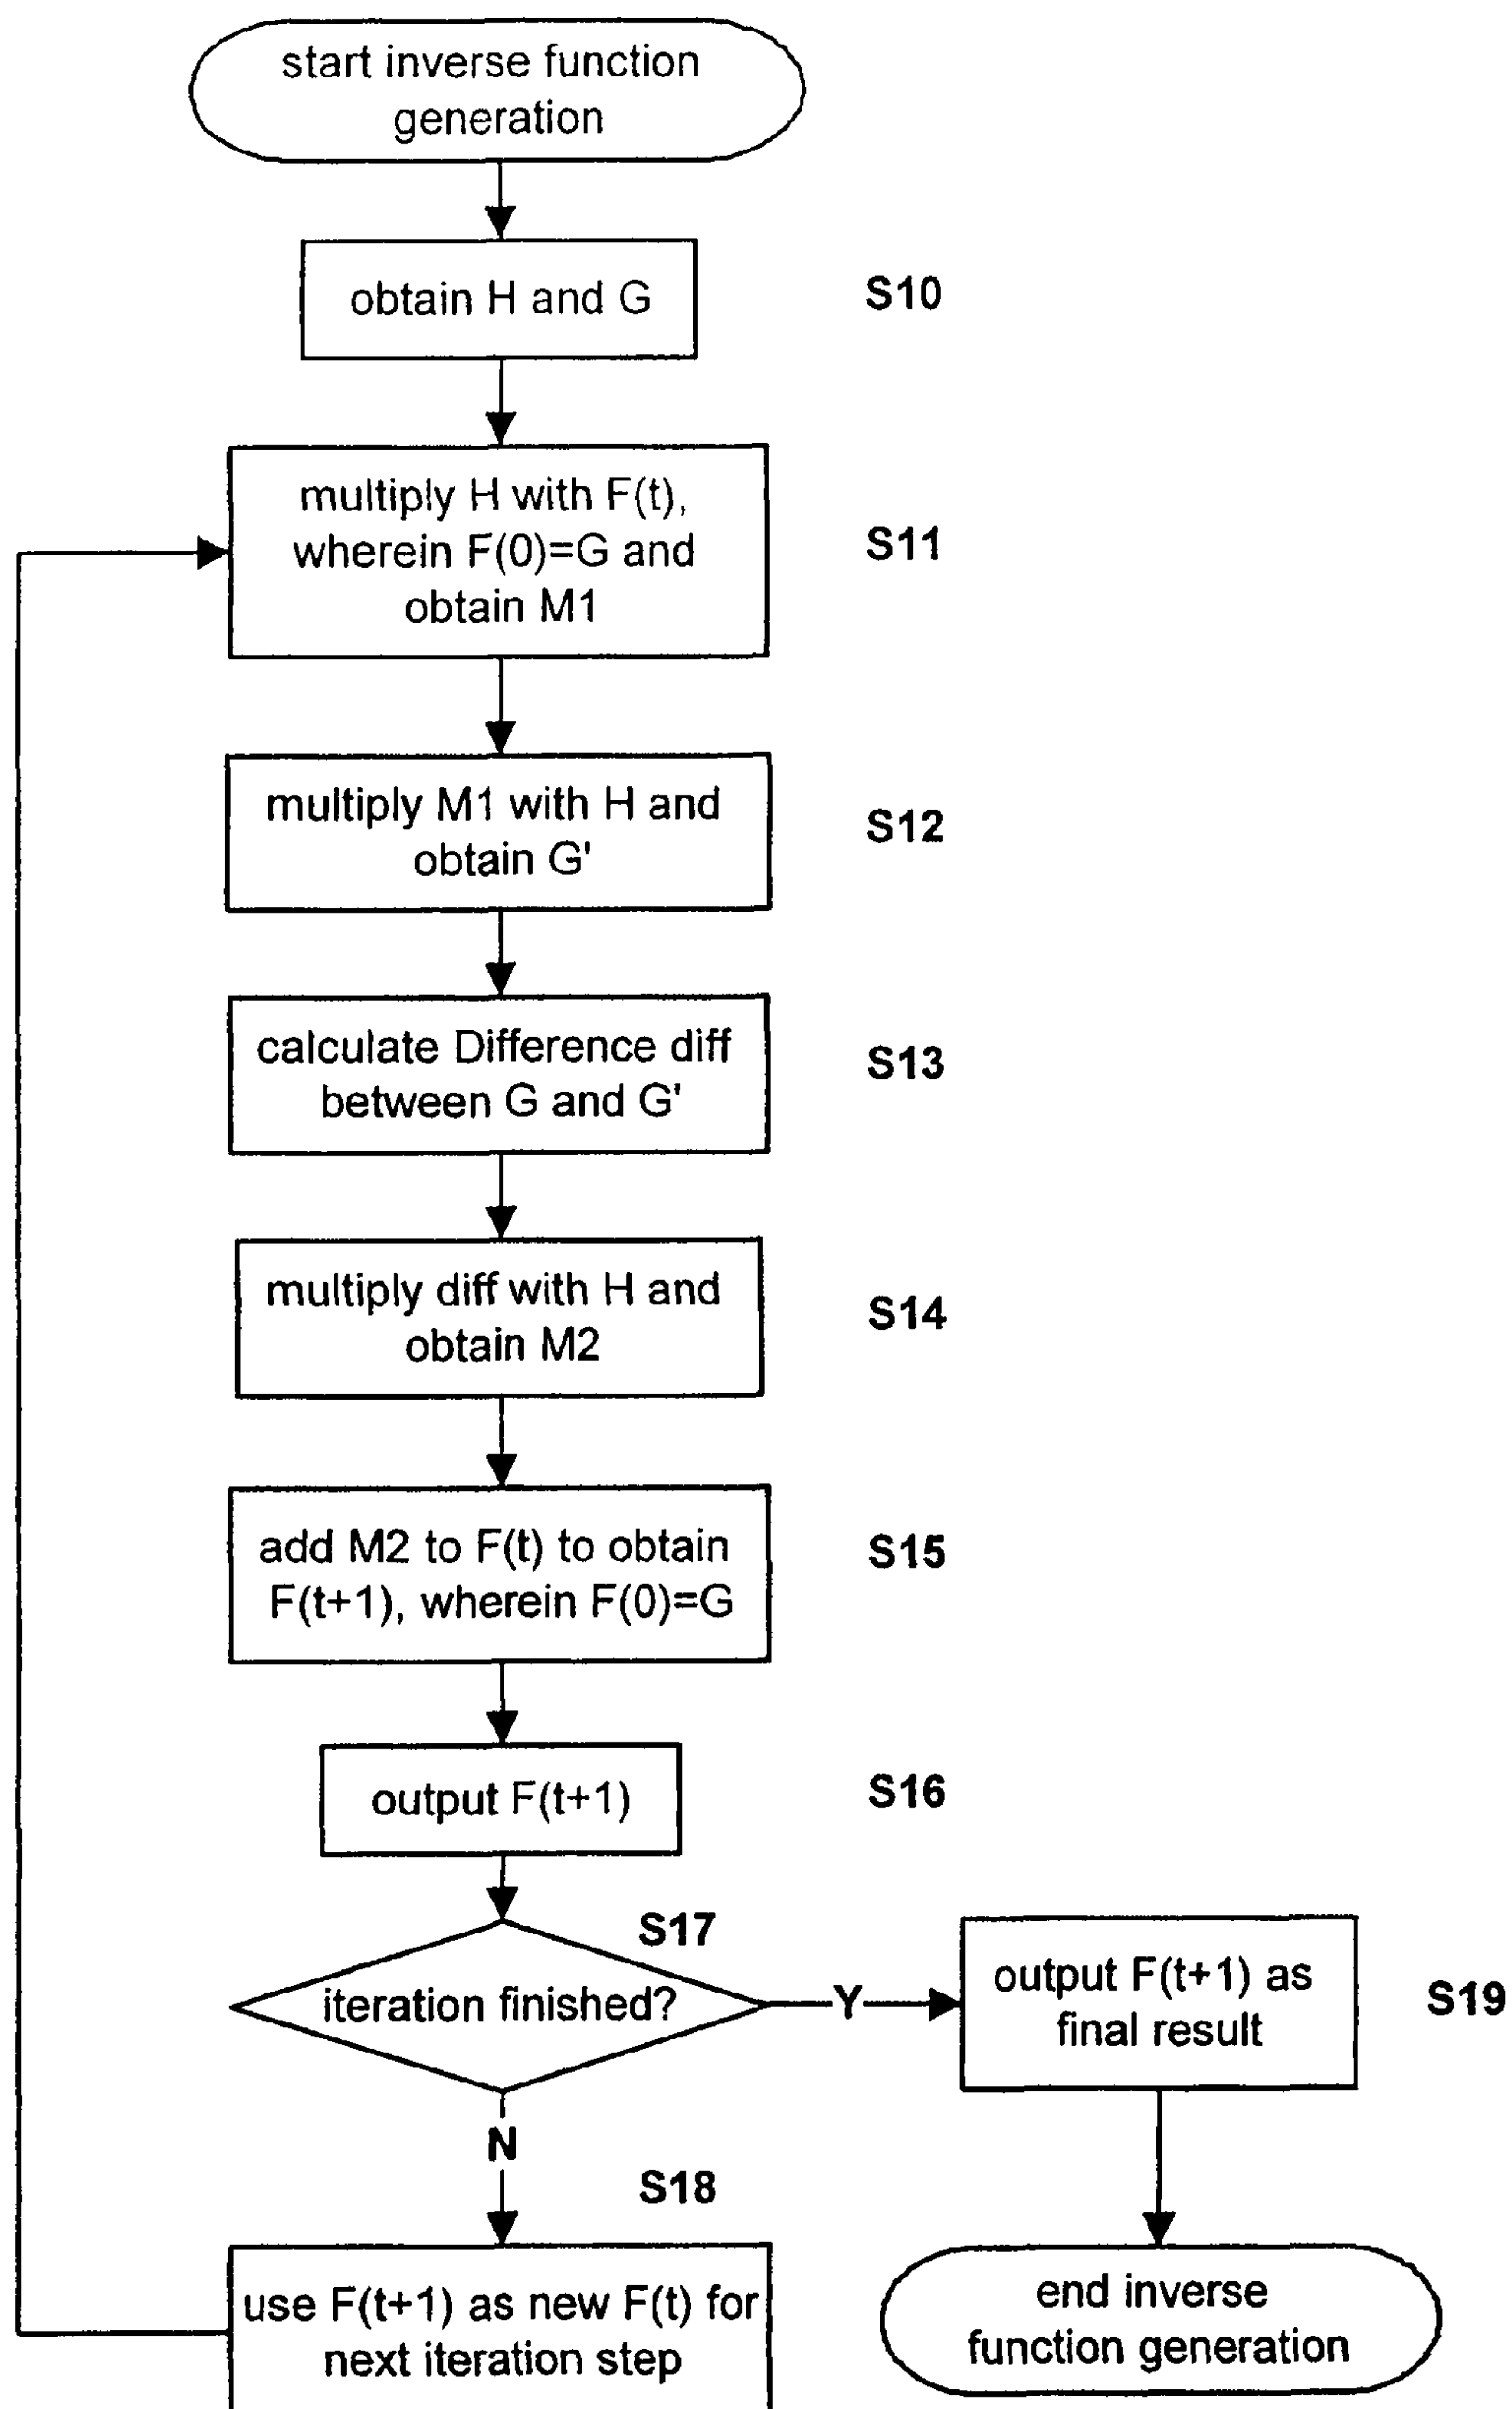 start inverse function
generation
obtain H and G
S10
multiply H with F(t),
wherein F(0)=G and
obtain M1
S11
multiply M1 with H and
obtain G'
S12
calculate Difference diff
between G and G'
S13
multiply diff with H and
obtain M2
S14
add M2 to F(t) to obtain
F(t+1), wherein F(0)=G
S15
output F(t+1)
S16
S17
iteration finished?
Y
output F(t+1) as
final result
S19
N
S18
use F(t+1) as new F(t) for
next iteration step
end inverse
function generation